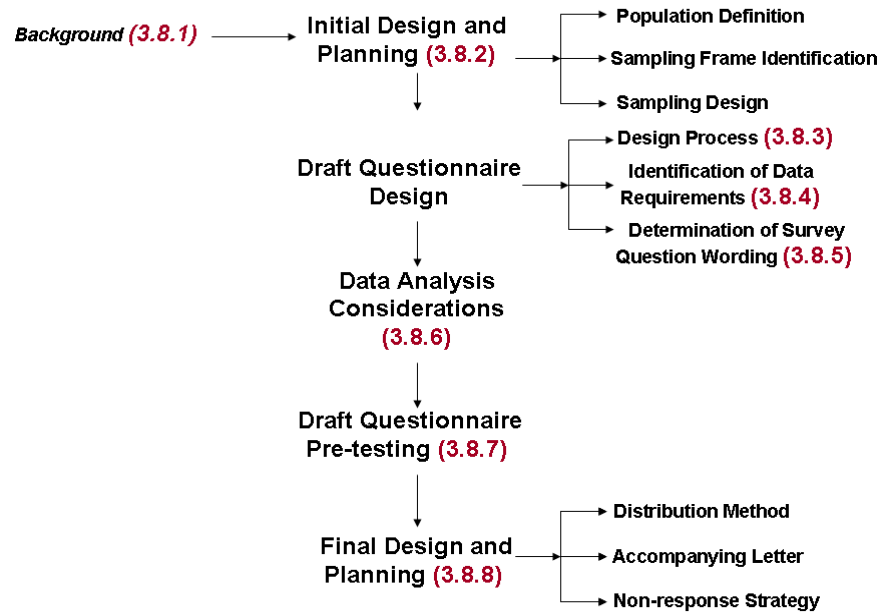 Background (3.8.1)
Initial Design and
Planning (3.8.2)
Population Definition
Sampling Frame Identification
Sampling Design
Draft Questionnaire
Design
Design Process (3.8.3)
Identification of Data
Requirements (3.8.4)
Determination of Survey
Question Wording (3.8.5)
Data Analysis
Considerations
(3.8.6)
Draft Questionnaire
Pre-testing (3.8.7)
Final Design and
Planning (3.8.8)
Distribution Method
Accompanying Letter
Non-response Strategy